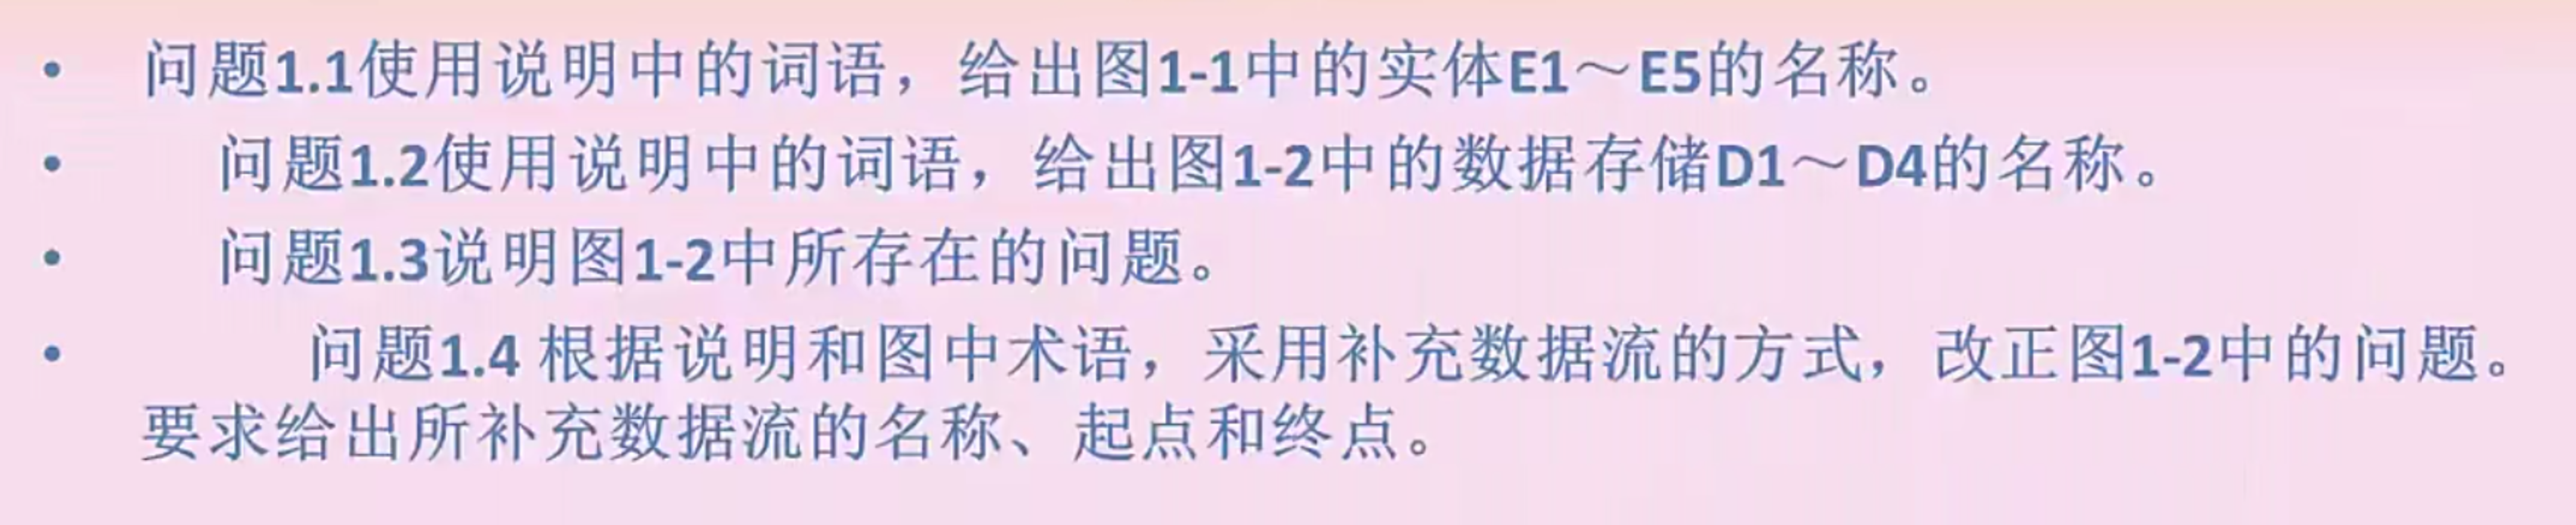 • 问题1.1使用说明中的词语，给出图1-1中的实体E1～E5的名称。
• 问题1.2使用说明中的词语，给出图1-2中的数据存储D1～D4的名称。
• 问题1.3说明图1-2中所存在的问题。
• 问题1.4 根据说明和图中术语，采用补充数据流的方式，改正图1-2中的问题。
要求给出所补充数据流的名称、起点和终点。